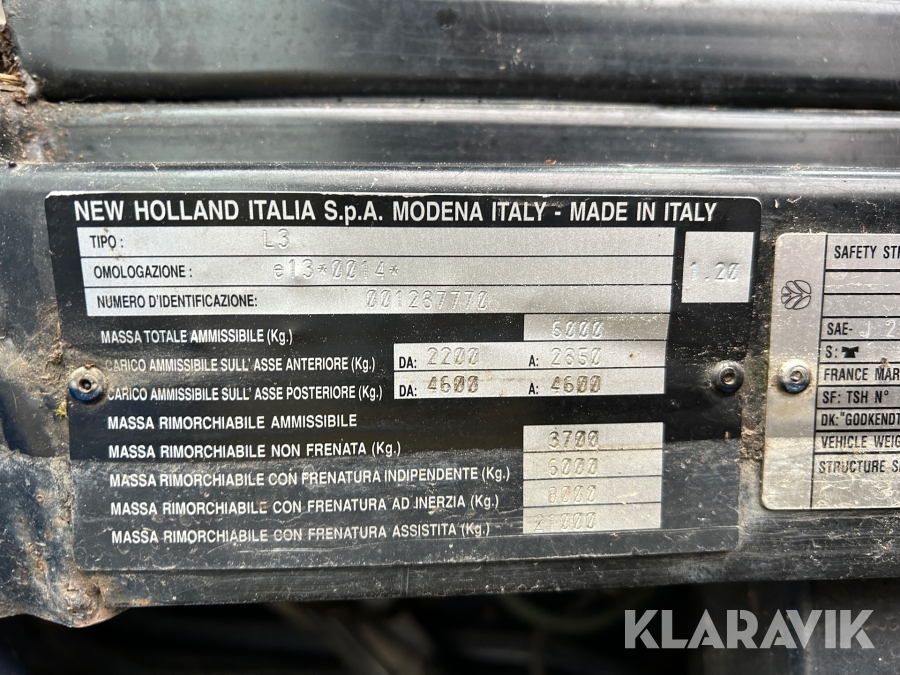 NEW HOLLAND ITALIA S.p.A. MODENA ITALY - MADE IN ITALY
TIPO: L3
OMOLOGAZIONE: e13*0014*
1.20
NUMERO D'IDENTIFICAZIONE: 001287770
MASSA TOTALE AMMISSIBILE (Kg.) 6000
CARICO AMMISSIBILE SULL' ASSE ANTERIORE (Kg.) DA: 2200 A: 2650
CARICO AMMISSIBILE SULL' ASSE POSTERIORE (Kg.) DA: 4600 A: 4600
MASSA RIMORCHIABILE AMMISSIBILE
MASSA RIMORCHIABILE NON FRENATA (Kg.) 3700
MASSA RIMORCHIABILE CON FRENATURA INDIPENDENTE (Kg.) 6000
MASSA RIMORCHIABILE CON FRENATURA AD INERZIA (Kg.) 8000
MASSA RIMORCHIABILE CON FRENATURA ASSISTITA (Kg.) 21000
SAFETY STR
SAE- J 2
S:
FRANCE MAR
SF: TSH N°
DK: "GODKENDT
VEHICLE WEIG
STRUCTURE S
KLARAVIK